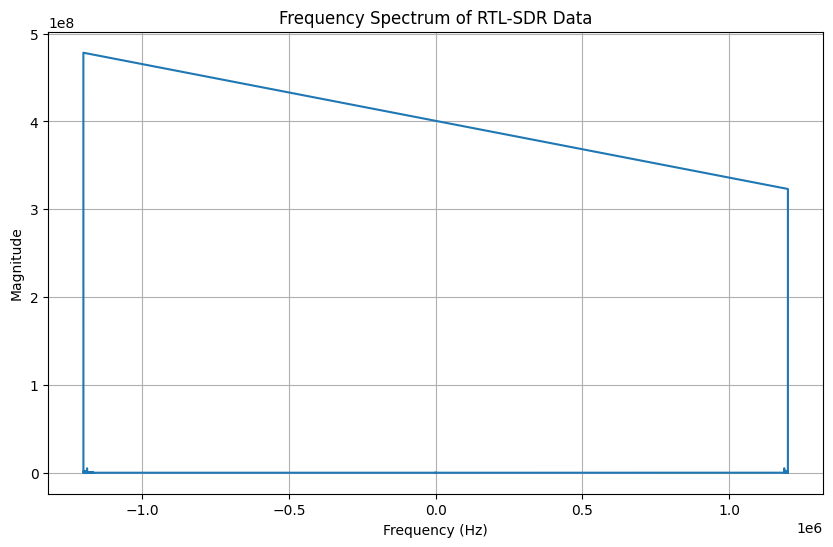 Frequency Spectrum of RTL-SDR Data
1e8
5
4
3
2
1
0
Magnitude
−1.0
−0.5
0.0
0.5
1.0
1e6
Frequency (Hz)